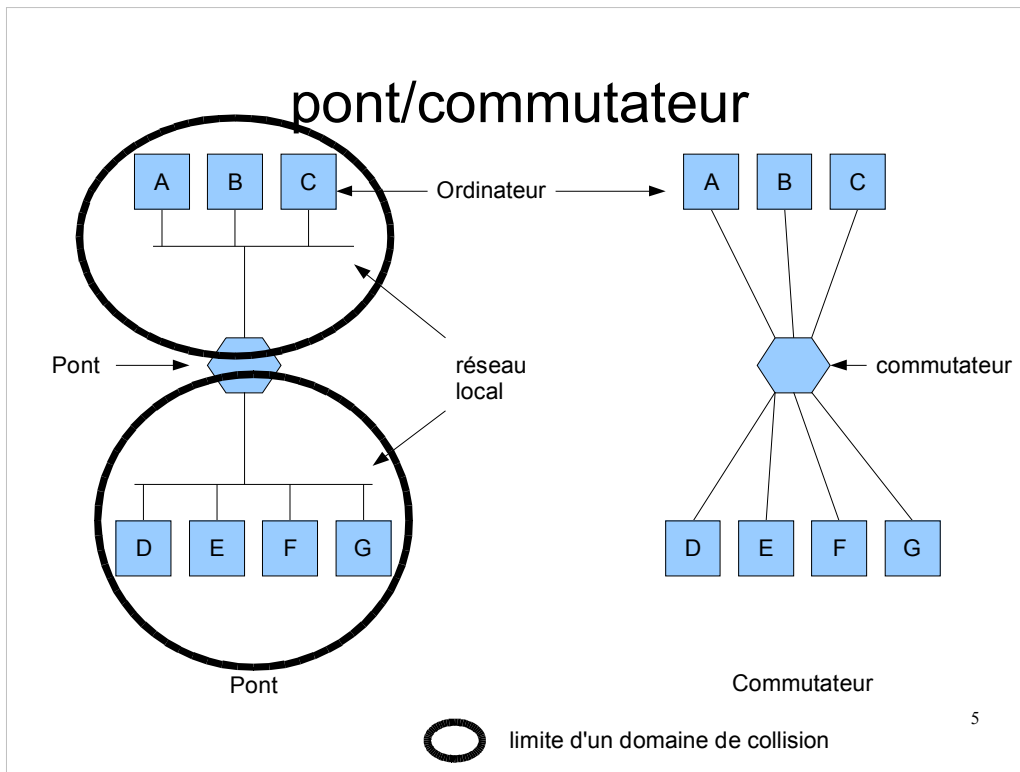 pont/commutateur
A B C
Ordinateur
A B C
Pont
réseau
local
commutateur
D E F G
D E F G
Pont
Commutateur
5
limite d'un domaine de collision